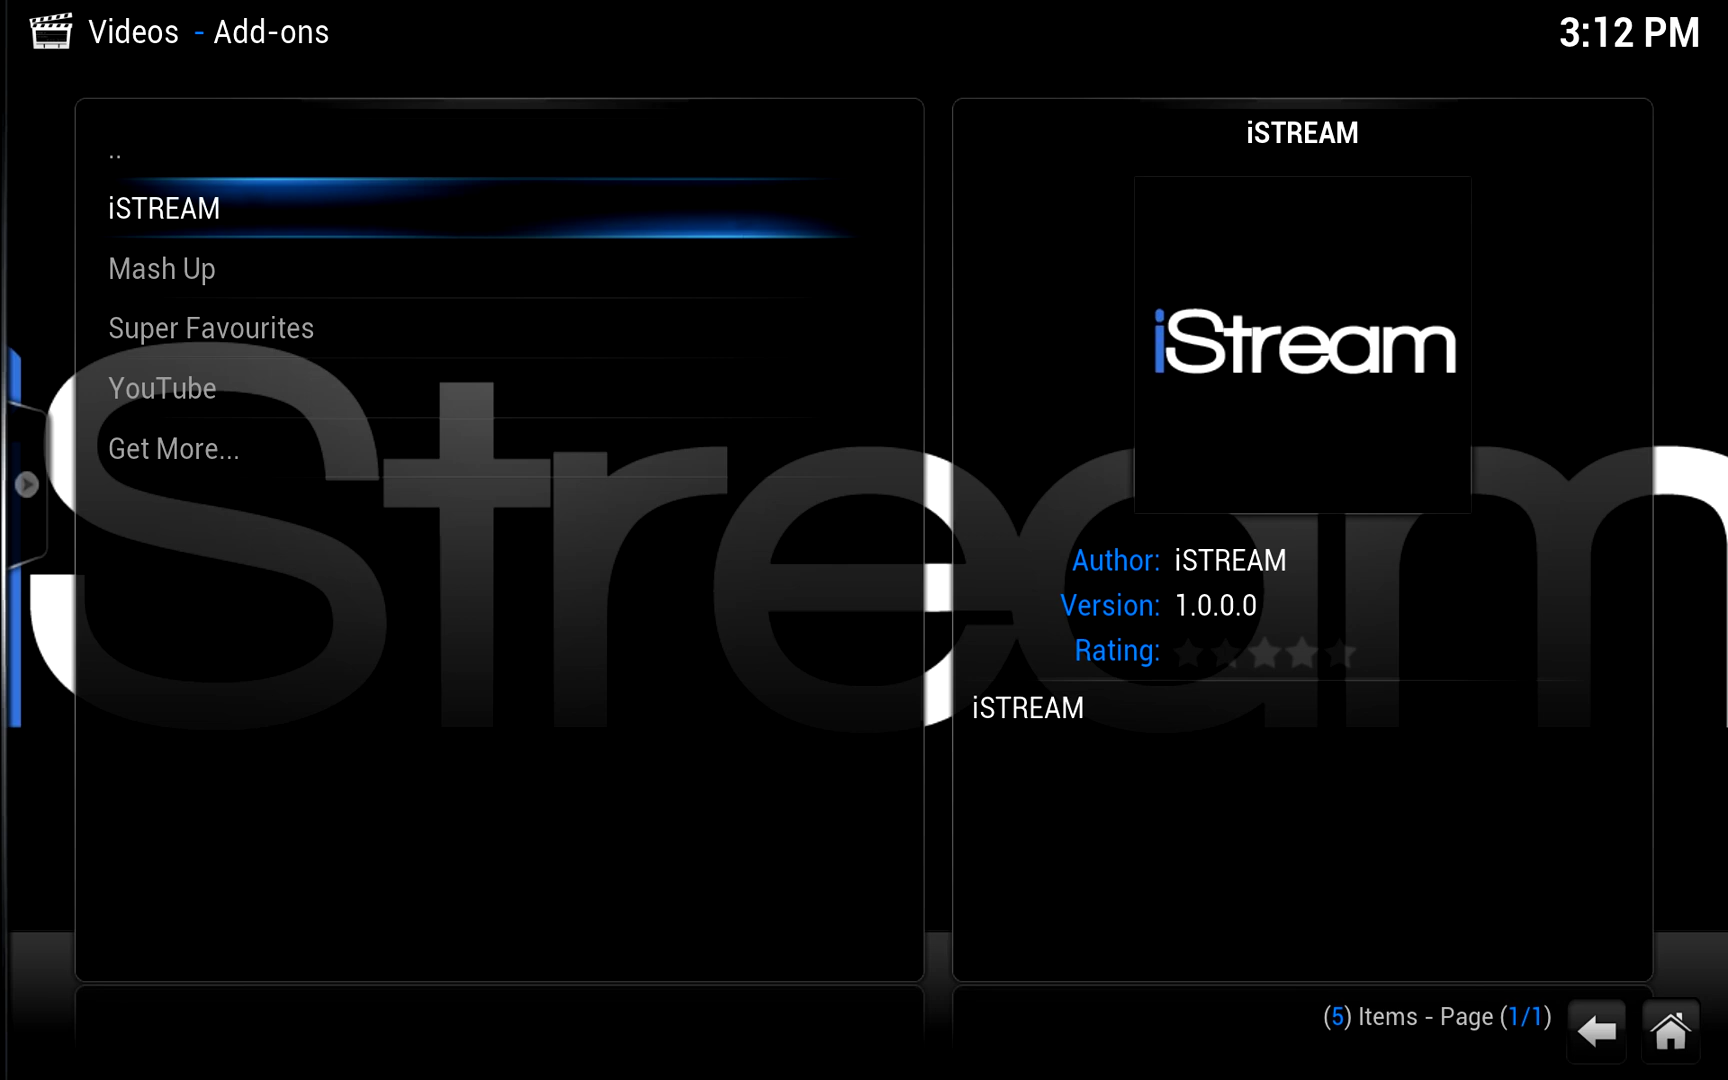 Videos - Add-ons
3:12 PM
..
iSTREAM
Mash Up
Super Favourites
YouTube
Get More...
iSTREAM
iStream
Author: iSTREAM
Version: 1.0.0.0
Rating:
iSTREAM
Stream
(5) Items - Page (1/1)